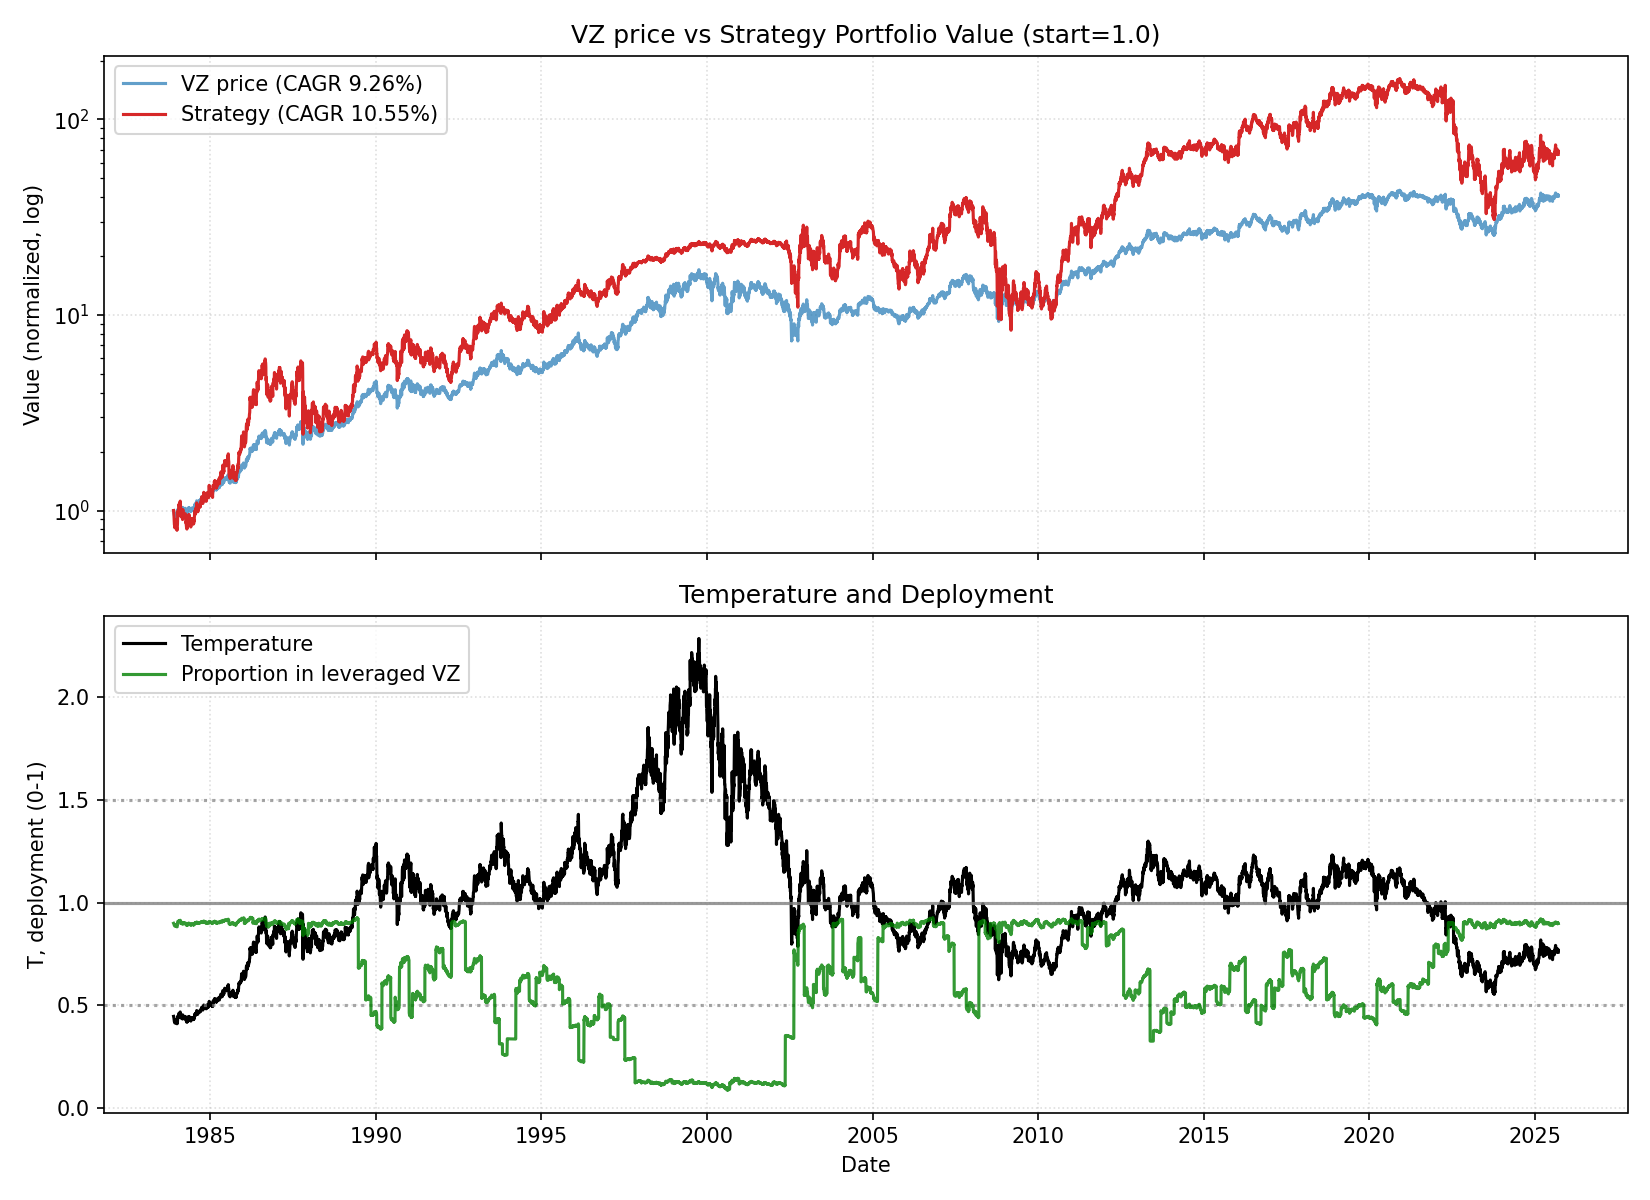 VZ price vs Strategy Portfolio Value (start=1.0)
VZ price (CAGR 9.26%)
Strategy (CAGR 10.55%)
Value (normalized, log)
10²
10¹
10⁰
Temperature and Deployment
Temperature
Proportion in leveraged VZ
T, deployment (0-1)
2.0
1.5
1.0
0.5
0.0
1985 1990 1995 2000 2005 2010 2015 2020 2025
Date